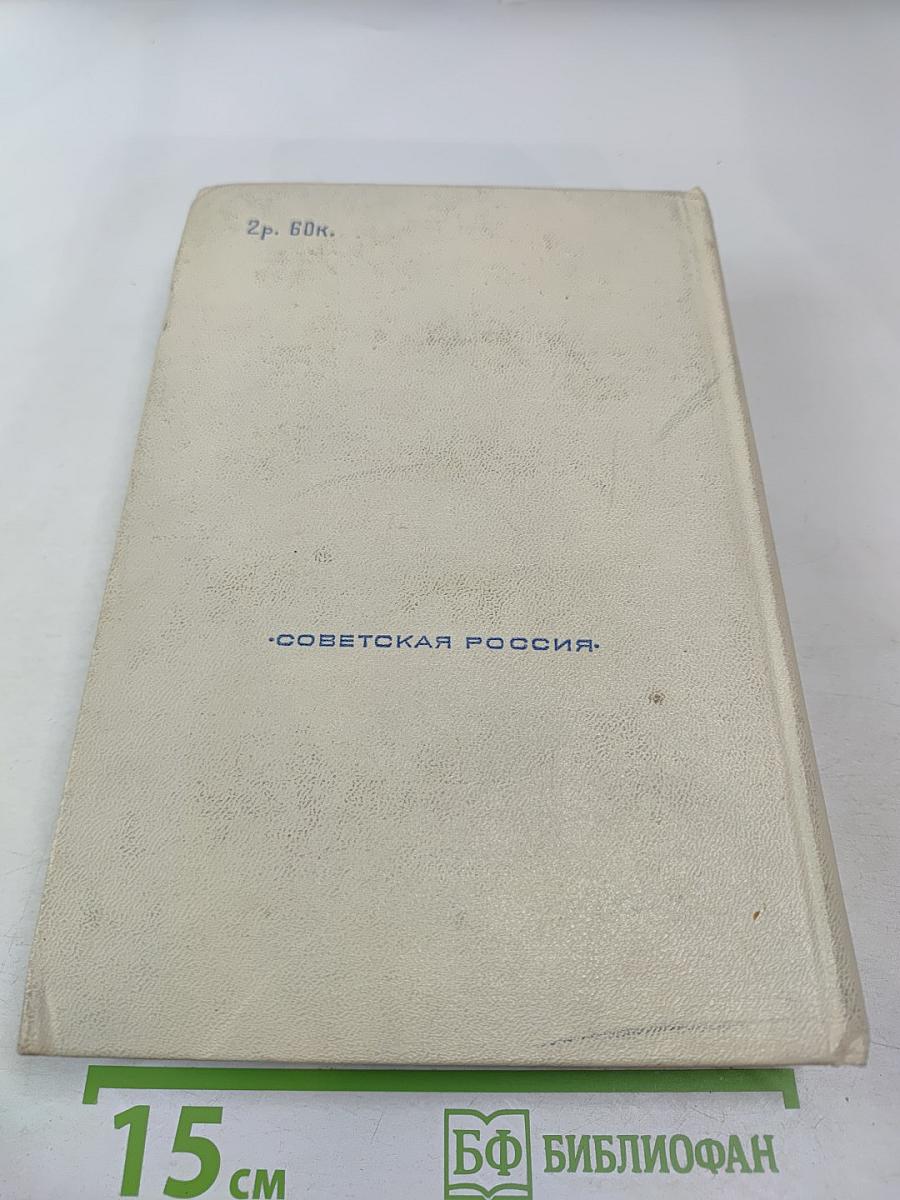 2р. 60к.
·СОВЕТСКАЯ РОССИЯ·
15 см
БФ БИБЛИОФАН